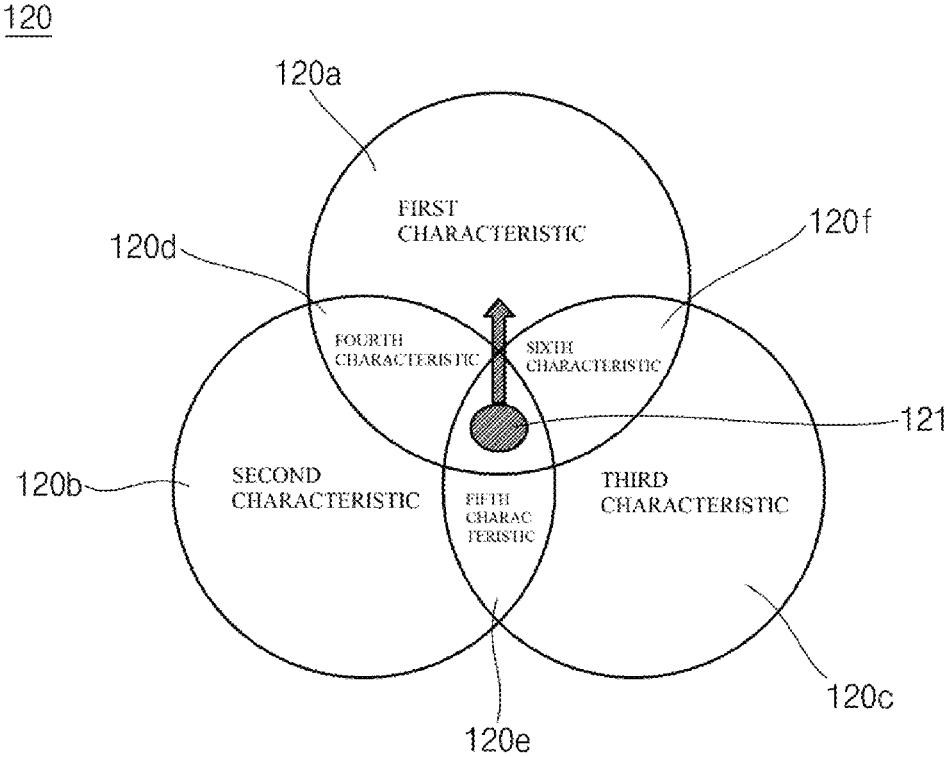 120
120a
FIRST
CHARACTERISTIC
120d
120f
FOURTH
CHARACTERISTIC
SIXTH
CHARACTERISTIC
121
120b
SECOND
CHARACTERISTIC
THIRD
CHARACTERISTIC
FIFTH
CHARAC
TERISTIC
120c
120e